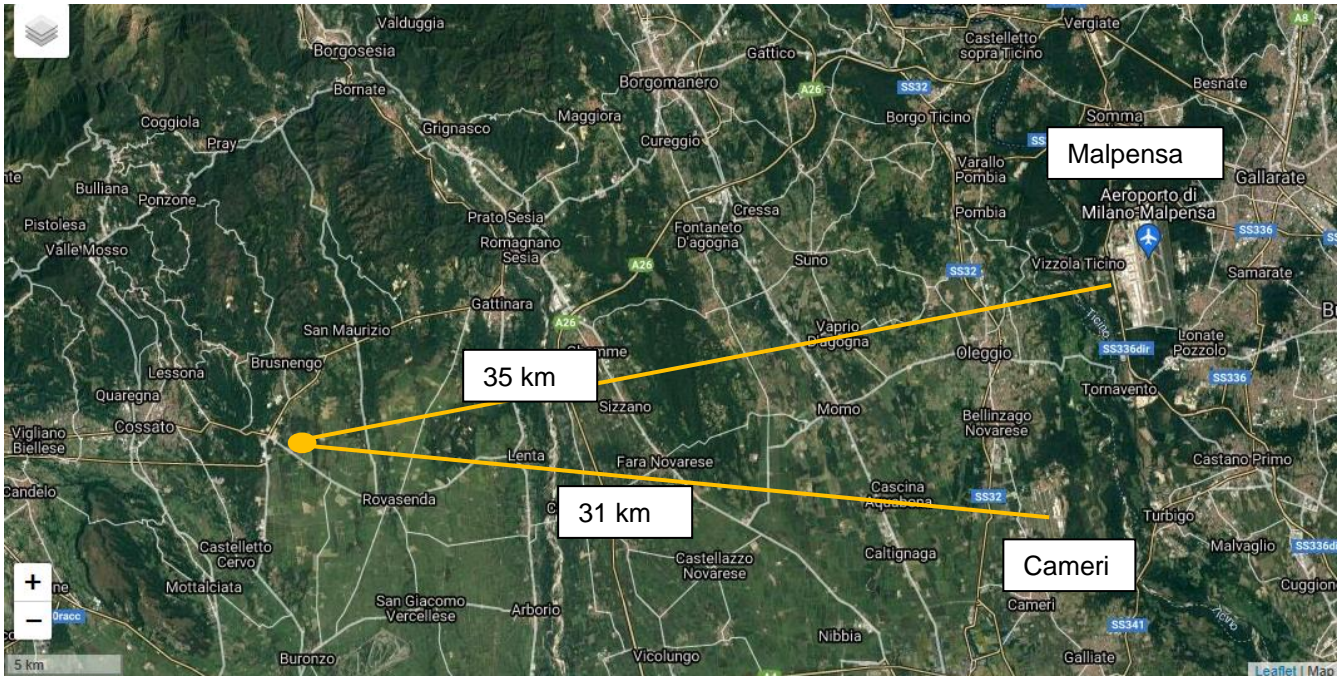 Valduggia
Vergiate
A8
Borgosesia
Gattico
Castelletto
sopra Ticino
Borgomanero
Besnate
Bornate
A26
SS32
Maggiora
Borgo Ticino
Somma
Coggiola
Grignasco
Pray
Cureggio
Malpensa
Varallo
Pombia
Gallarate
Bulliana
Ponzone
Aeroporto di
Milano-Malpensa
Pistolesa
Prato Sesia
Cressa
Pombia
Fontaneto
D'agogna
SS336
Valle Mosso
Romagnano
Sesia
Suno
A26
SS32
Vizzola Ticino
Samarate
Gattinara
San Maurizio
A26
Vaprio
D'agogna
Ticino
Lonate
Pozzolo
Brusnengo
Oleggio
SS336dir
Lessona
35 km
SS336
Quaregna
Sizzano
Momo
Tornavento
Cossato
Bellinzago
Novarese
Vigliano
Biellese
Lenta
Fara Novarese
Castano Primo
Candelo
Cascina
Rovasenda
SS32
31 km
Turbigo
Castelletto
Cervo
Castellazzo
Novarese
Caltignaga
Malvaglio
Cameri
Mottalciata
Cuggion
San Giacomo
Vercellese
Arborio
Cameri
Ticino
SS341
Nibbia
Buronzo
Vicolungo
Galliate
+
−
5 km
Leaflet | Map